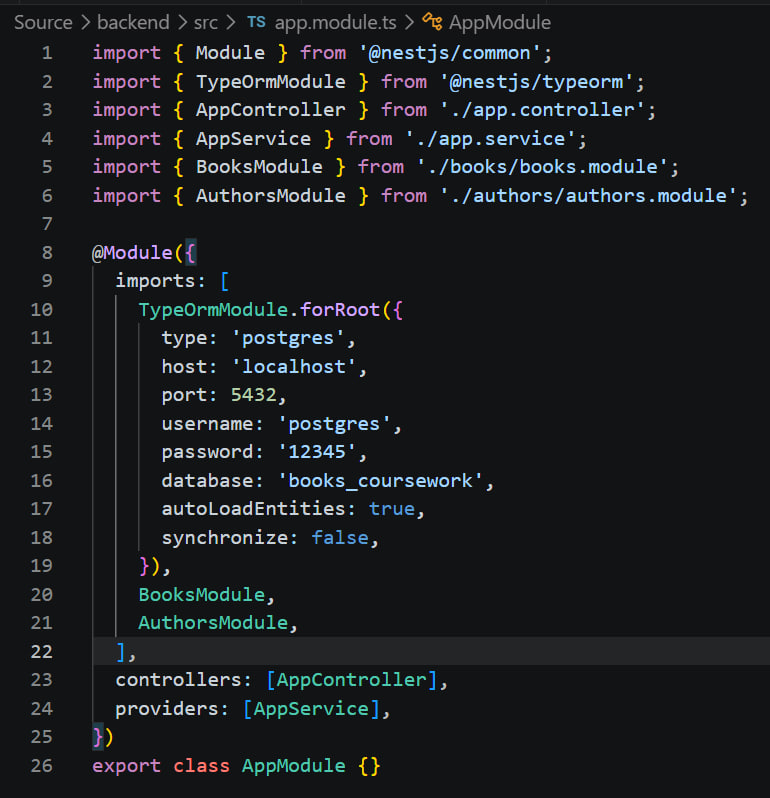 Source > backend > src > TS app.module.ts > AppModule
1 import { Module } from '@nestjs/common';
2 import { TypeOrmModule } from '@nestjs/typeorm';
3 import { AppController } from './app.controller';
4 import { AppService } from './app.service';
5 import { BooksModule } from './books/books.module';
6 import { AuthorsModule } from './authors/authors.module';
7
8 @Module({
9   imports: [
10     TypeOrmModule.forRoot({
11       type: 'postgres',
12       host: 'localhost',
13       port: 5432,
14       username: 'postgres',
15       password: '12345',
16       database: 'books_coursework',
17       autoLoadEntities: true,
18       synchronize: false,
19     }),
20     BooksModule,
21     AuthorsModule,
22   ],
23   controllers: [AppController],
24   providers: [AppService],
25 })
26 export class AppModule {}